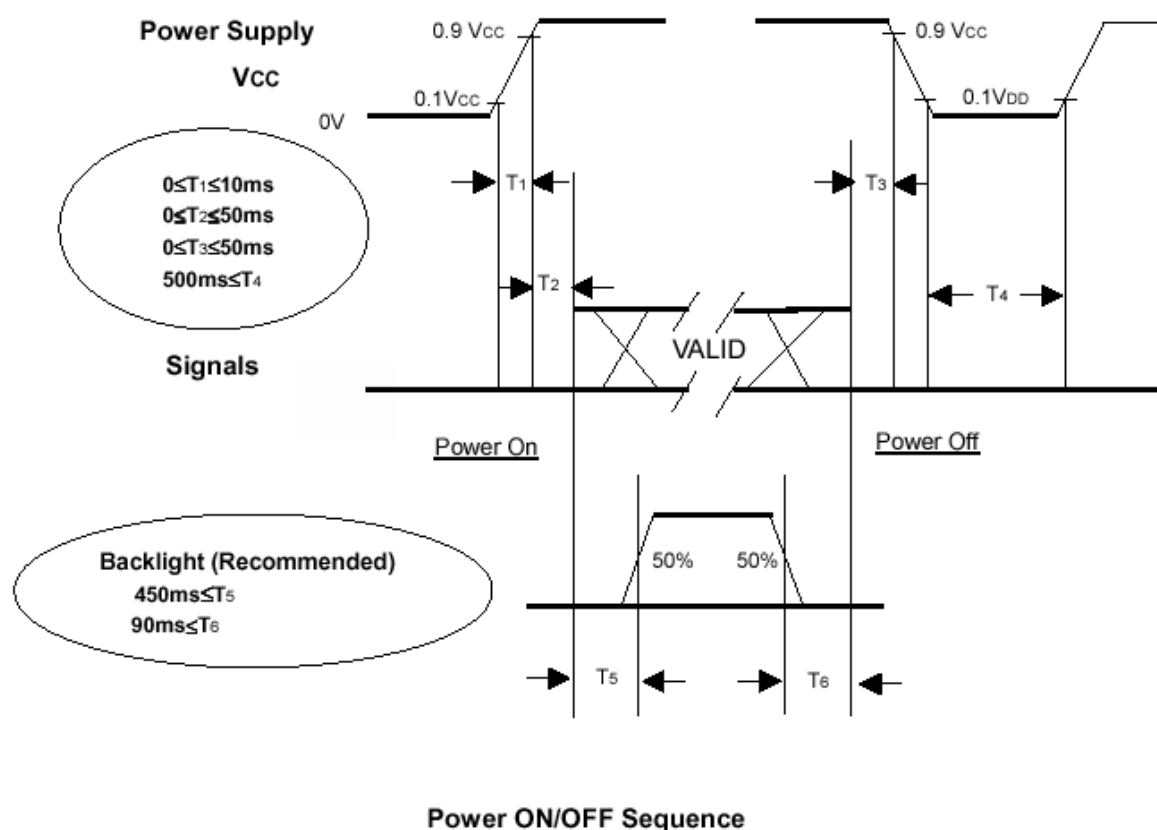 Power Supply
VCC
0.9 VCC
0.9 VCC
0.1VCC
0.1VDD
0V
0≤T1≤10ms
0≤T2≤50ms
0≤T3≤50ms
500ms≤T4
T1
T3
T2
T4
VALID
Signals
Power On
Power Off
Backlight (Recommended)
450ms≤T5
90ms≤T6
50%
50%
T5
T6
Power ON/OFF Sequence